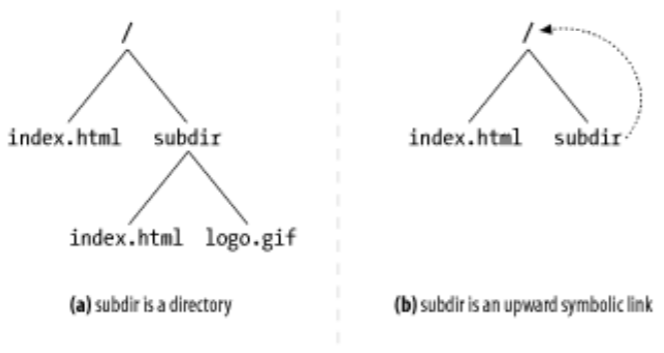 /
index.html subdir
index.html logo.gif
(a) subdir is a directory
/
index.html subdir
(b) subdir is an upward symbolic link